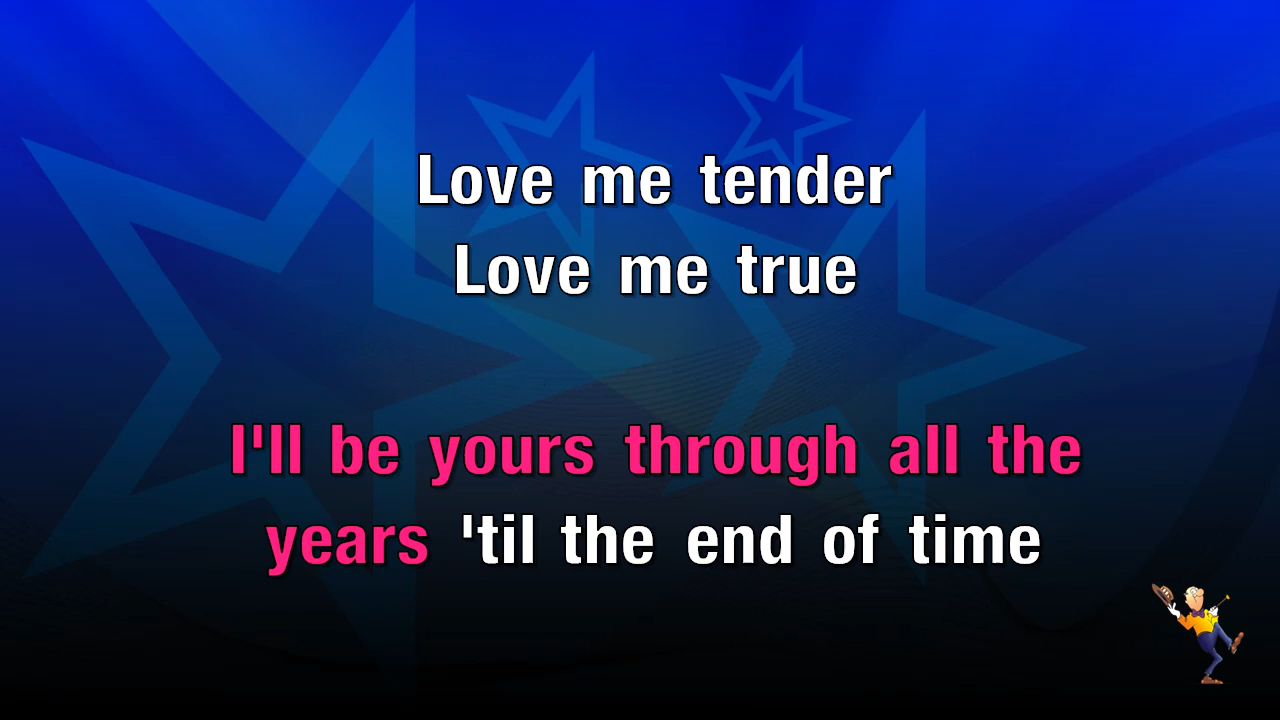 Love me tender
Love me true
I'll be yours through all the
years 'til the end of time